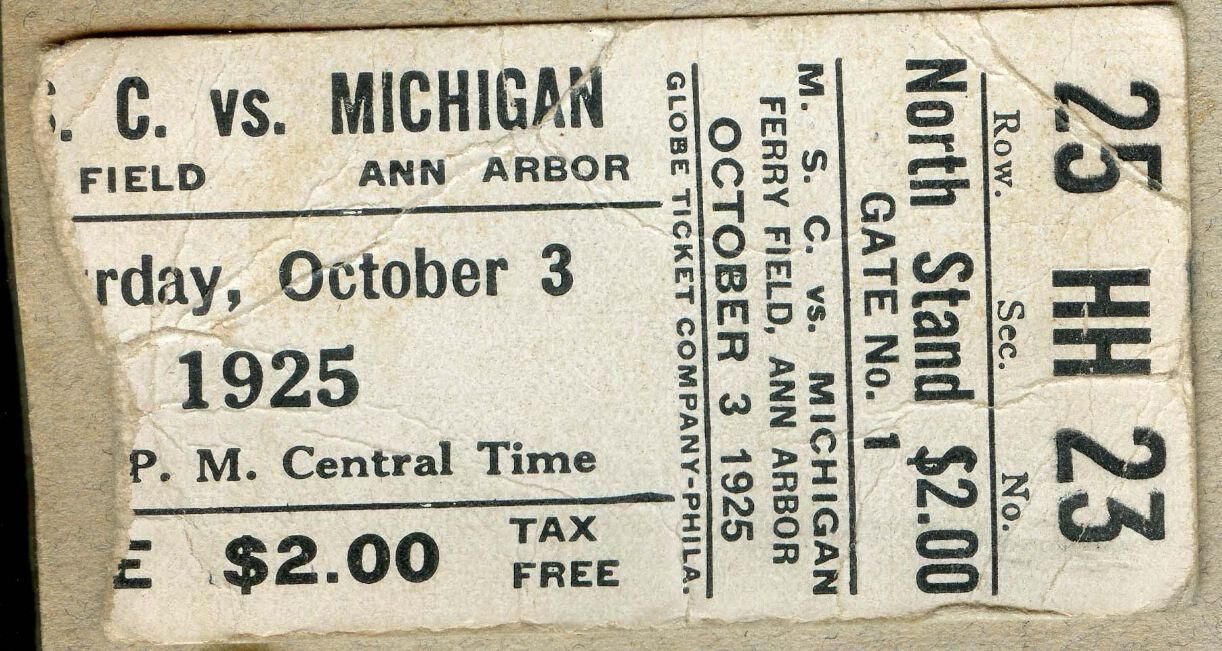 . C. vs. MICHIGAN
FIELD ANN ARBOR
rday, October 3
1925
P. M. Central Time
E $2.00 TAX FREE
GLOBE TICKET COMPANY-PHILA.
OCTOBER 3 1925
FERRY FIELD, ANN ARBOR
M. S. C. vs. MICHIGAN
GATE No. 1
North Stand $2.00
Row. Sec. No.
25 HH 23